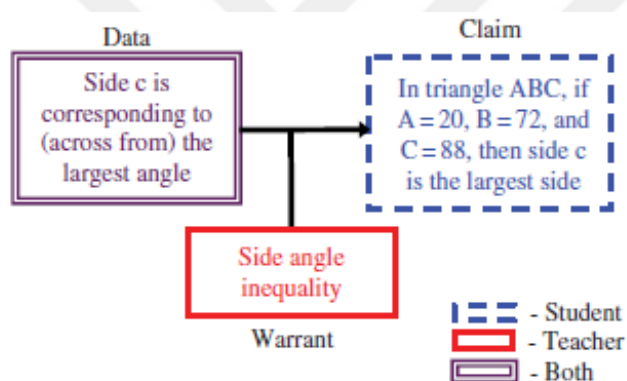 Data
Side c is
corresponding to
(across from) the
largest angle
Claim
In triangle ABC, if
A = 20, B = 72, and
C = 88, then side c
is the largest side
Side angle
inequality
Warrant
- Student
- Teacher
- Both